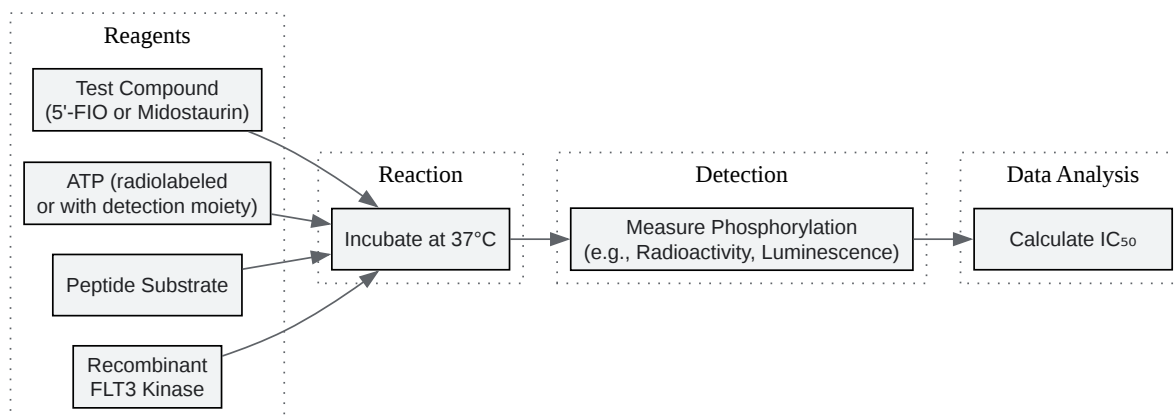 Reagents
Test Compound
(5'-FIO or Midostaurin)
ATP (radiolabeled
or with detection moiety)
Peptide Substrate
Recombinant
FLT3 Kinase
Reaction
Incubate at 37°C
Detection
Measure Phosphorylation
(e.g., Radioactivity, Luminescence)
Data Analysis
Calculate IC₅₀